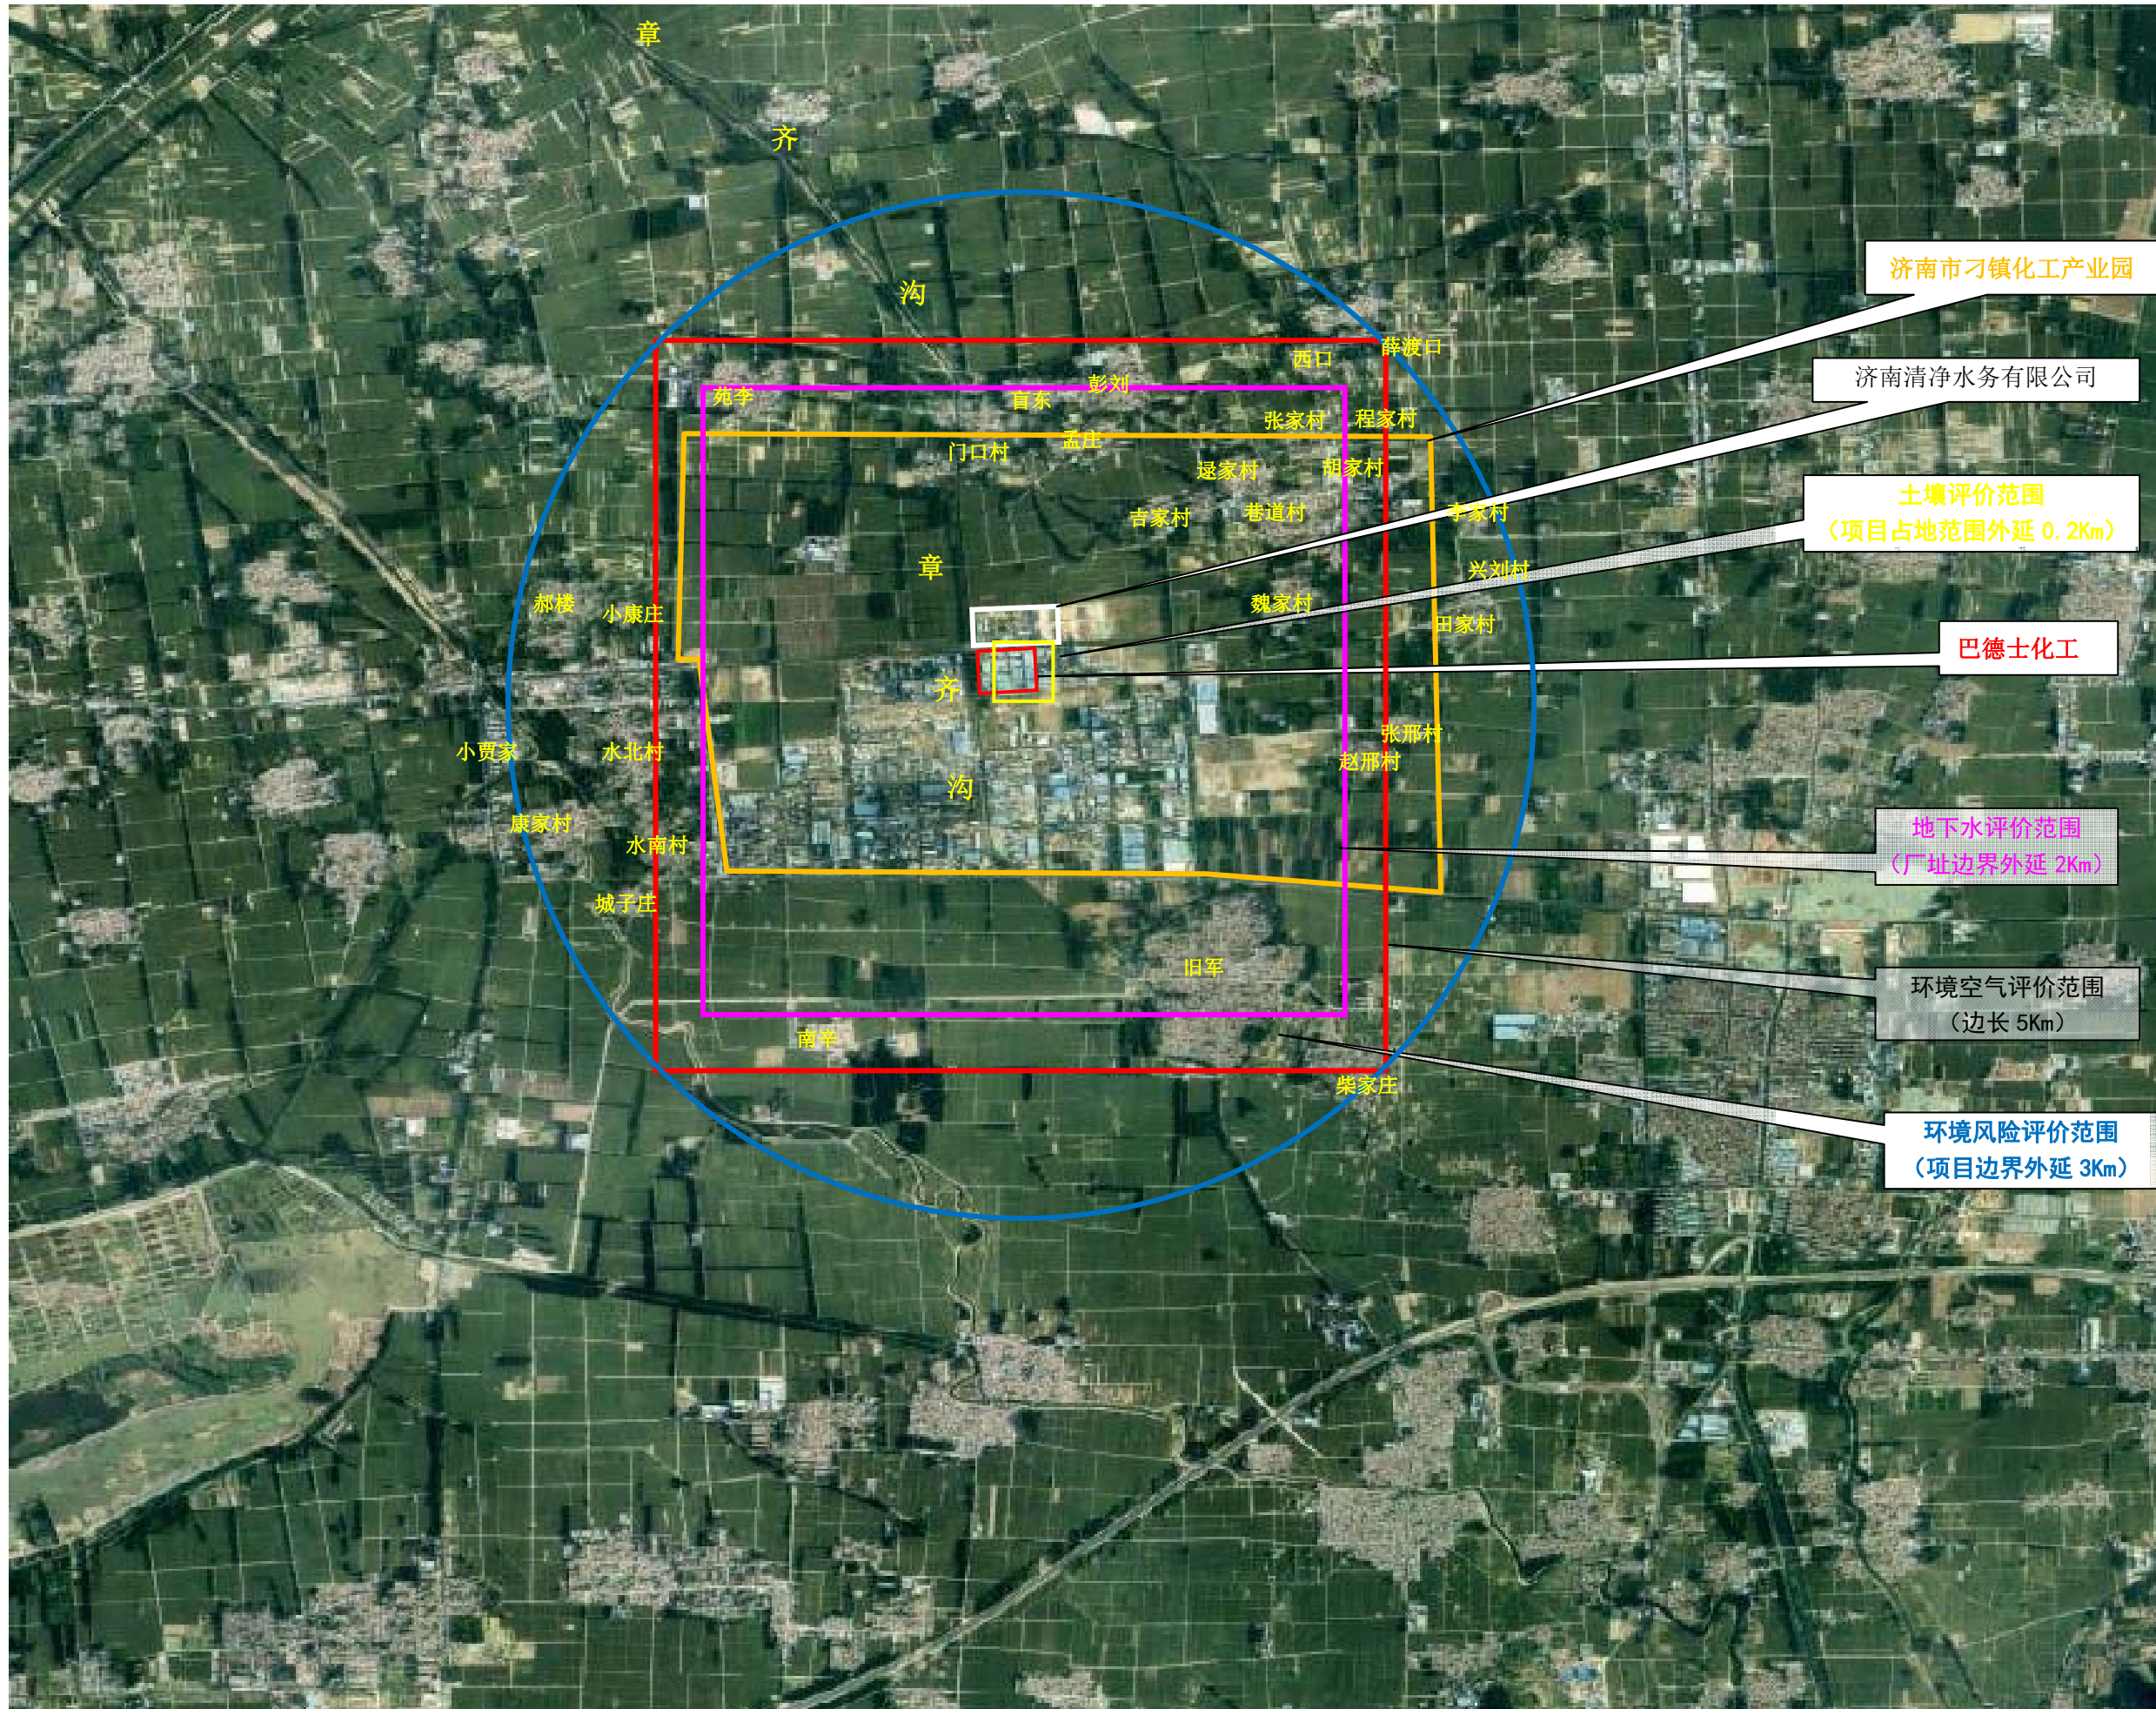 章
齐
沟
济南市刁镇化工产业园
西口
薛渡口
济南清净水务有限公司
苑李
彭刘
盲东
张家村
程家村
孟庄
门口村
逯家村
胡家村
土壤评价范围
(项目占地范围外延 0.2Km)
吉家村
巷道村
李家村
章
兴刘村
郝楼
小康庄
魏家村
田家村
巴德士化工
齐
小贾家
水北村
张邢村
赵邢村
沟
康家村
水南村
地下水评价范围
(厂址边界外延 2Km)
城子庄
旧军
环境空气评价范围
(边长 5Km)
南辛
柴家庄
环境风险评价范围
(项目边界外延 3Km)